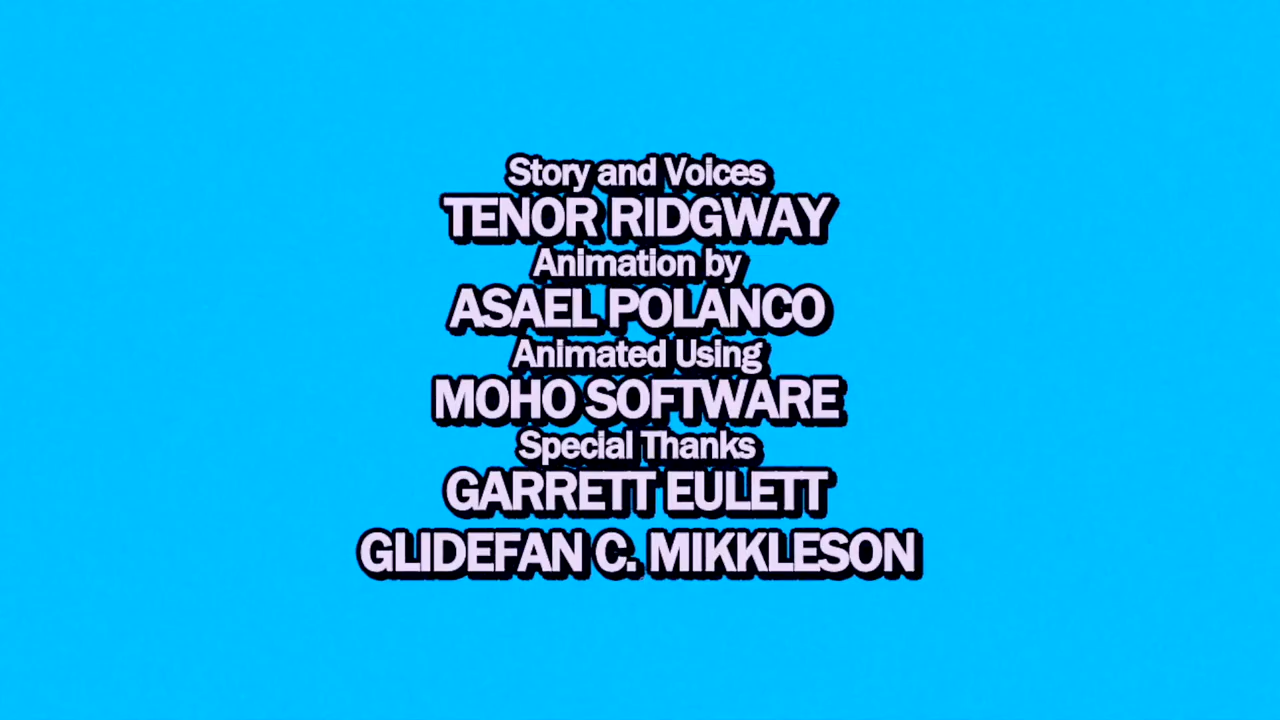 Story and Voices
TENOR RIDGWAY
Animation by
ASAEL POLANCO
Animated Using
MOHO SOFTWARE
Special Thanks
GARRETT EULETT
GLIDEFAN C. MIKKLESON